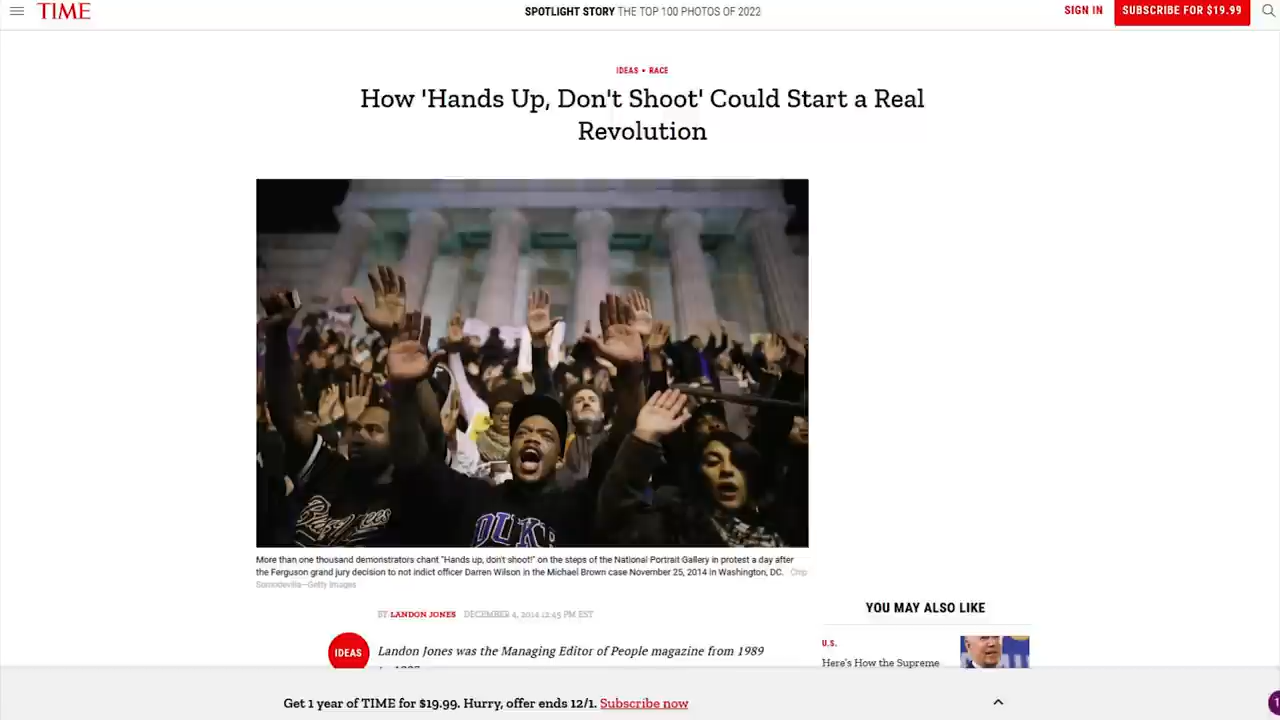 TIME
SPOTLIGHT STORY THE TOP 100 PHOTOS OF 2022
SIGN IN
SUBSCRIBE FOR $19.99
IDEAS • RACE
How 'Hands Up, Don't Shoot' Could Start a Real
Revolution
DUKE
More than one thousand demonstrators chant "Hands up, don't shoot!" on the steps of the National Portrait Gallery in protest a day after
the Ferguson grand jury decision to not indict officer Darren Wilson in the Michael Brown case November 25, 2014 in Washington, DC. Chip
Somodevilla—Getty Images
BY LANDON JONES DECEMBER 4, 2014 12:45 PM EST
IDEAS
Landon Jones was the Managing Editor of People magazine from 1989
YOU MAY ALSO LIKE
U.S.
Here's How the Supreme
Get 1 year of TIME for $19.99. Hurry, offer ends 12/1. Subscribe now